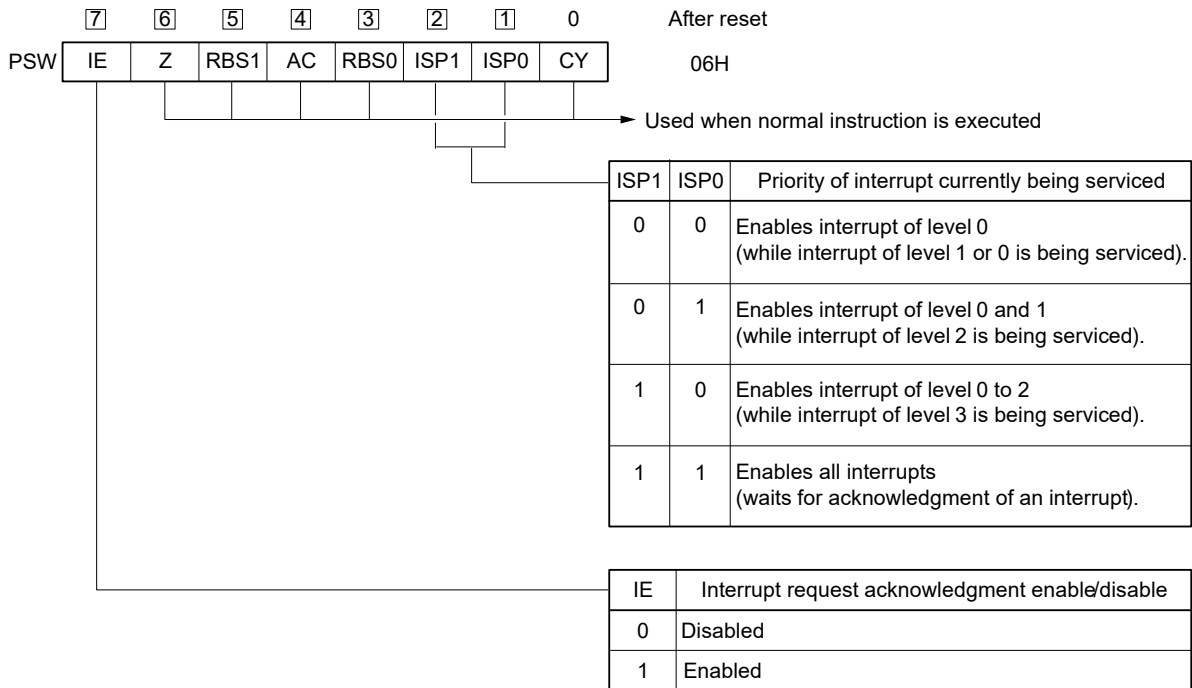 7 6 5 4 3 2 1 0 After reset
PSW IE Z RBS1 AC RBS0 ISP1 ISP0 CY 06H
Used when normal instruction is executed
ISP1 ISP0 Priority of interrupt currently being serviced
0 0 Enables interrupt of level 0
(while interrupt of level 1 or 0 is being serviced).
0 1 Enables interrupt of level 0 and 1
(while interrupt of level 2 is being serviced).
1 0 Enables interrupt of level 0 to 2
(while interrupt of level 3 is being serviced).
1 1 Enables all interrupts
(waits for acknowledgment of an interrupt).
IE Interrupt request acknowledgment enable/disable
0 Disabled
1 Enabled